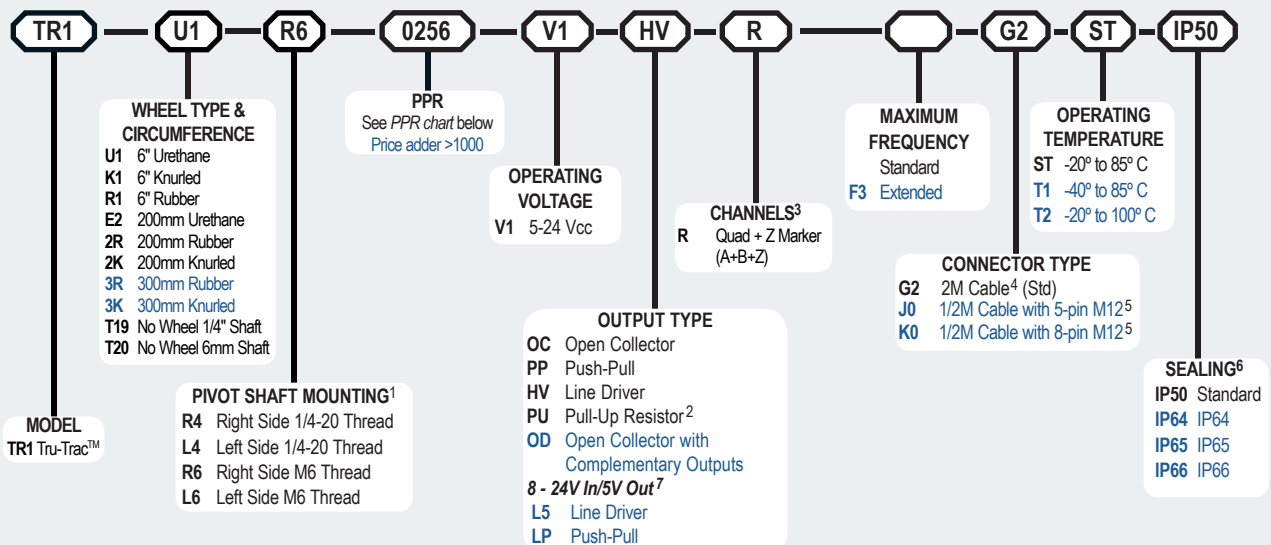 TR1 U1 R6 0256 V1 HV R G2 ST IP50
MODEL
TR1 Tru-Trac™
WHEEL TYPE &
CIRCUMFERENCE
U1 6" Urethane
K1 6" Knurled
R1 6" Rubber
E2 200mm Urethane
2R 200mm Rubber
2K 200mm Knurled
3R 300mm Rubber
3K 300mm Knurled
T19 No Wheel 1/4" Shaft
T20 No Wheel 6mm Shaft
PIVOT SHAFT MOUNTING1
R4 Right Side 1/4-20 Thread
L4 Left Side 1/4-20 Thread
R6 Right Side M6 Thread
L6 Left Side M6 Thread
PPR
See PPR chart below
Price adder >1000
OPERATING
VOLTAGE
V1 5-24 Vcc
OUTPUT TYPE
OC Open Collector
PP Push-Pull
HV Line Driver
PU Pull-Up Resistor2
OD Open Collector with
Complementary Outputs
8 - 24V In/5V Out7
L5 Line Driver
LP Push-Pull
CHANNELS3
R Quad + Z Marker
(A+B+Z)
MAXIMUM
FREQUENCY
Standard
F3 Extended
CONNECTOR TYPE
G2 2M Cable4 (Std)
J0 1/2M Cable with 5-pin M125
K0 1/2M Cable with 8-pin M125
OPERATING
TEMPERATURE
ST -20º to 85º C
T1 -40º to 85º C
T2 -20º to 100º C
SEALING6
IP50 Standard
IP64 IP64
IP65 IP65
IP66 IP66